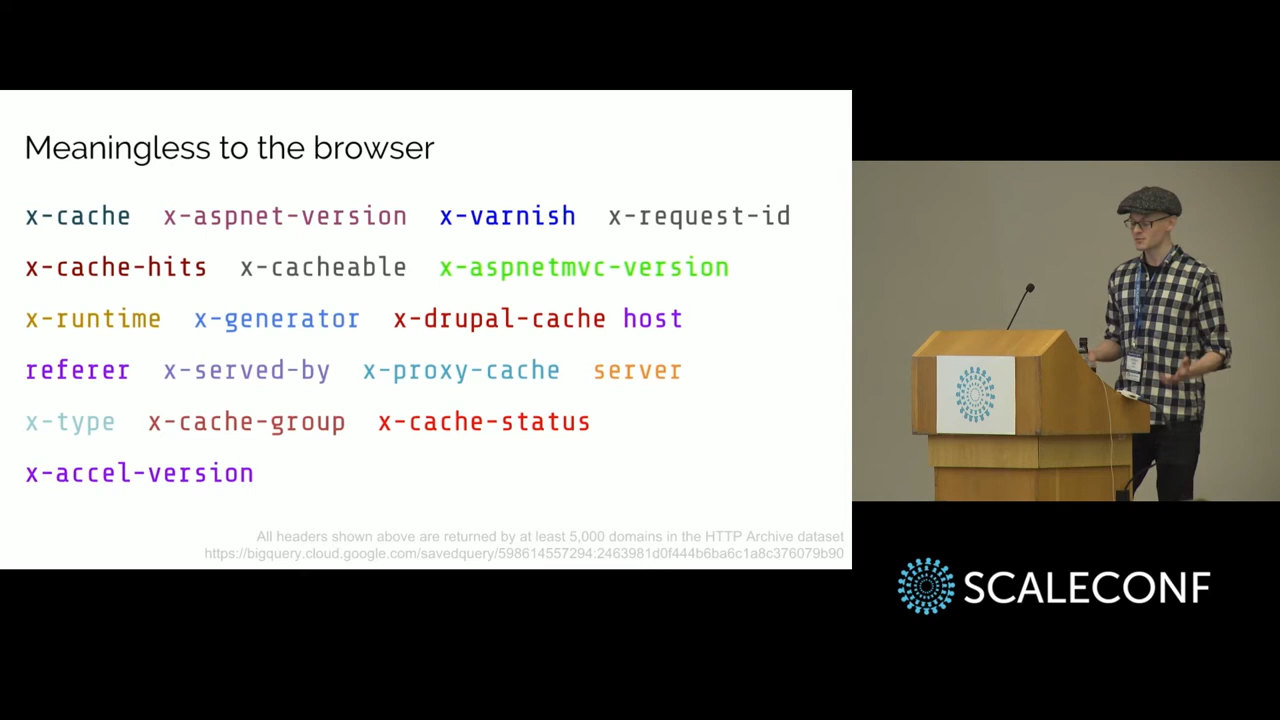 Meaningless to the browser
x-cache x-aspnet-version x-varnish x-request-id
x-cache-hits x-cacheable x-aspnetmvc-version
x-runtime x-generator x-drupal-cache host
referer x-served-by x-proxy-cache server
x-type x-cache-group x-cache-status
x-accel-version
All headers shown above are returned by at least 5,000 domains in the HTTP Archive dataset
https://bigquery.cloud.google.com/savedquery/598614557294:2463981d0f444b6ba6c1a8c376079b90
SCALECONF